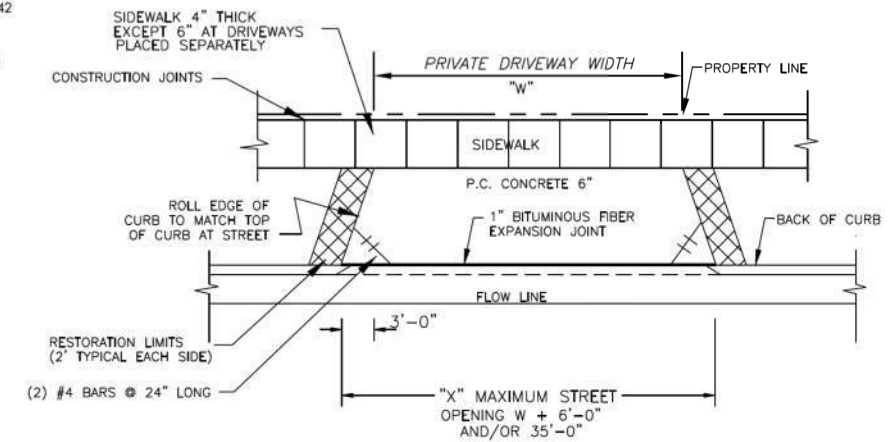 42
SIDEWALK 4" THICK
EXCEPT 6" AT DRIVEWAYS
PLACED SEPARATELY
CONSTRUCTION JOINTS
PRIVATE DRIVEWAY WIDTH
"W"
PROPERTY LINE
SIDEWALK
P.C. CONCRETE 6"
ROLL EDGE OF
CURB TO MATCH TOP
OF CURB AT STREET
1" BITUMINOUS FIBER
EXPANSION JOINT
BACK OF CURB
FLOW LINE
RESTORATION LIMITS
(2' TYPICAL EACH SIDE)
3'-0"
(2) #4 BARS @ 24" LONG
"X" MAXIMUM STREET
OPENING W + 6'-0"
AND/OR 35'-0"